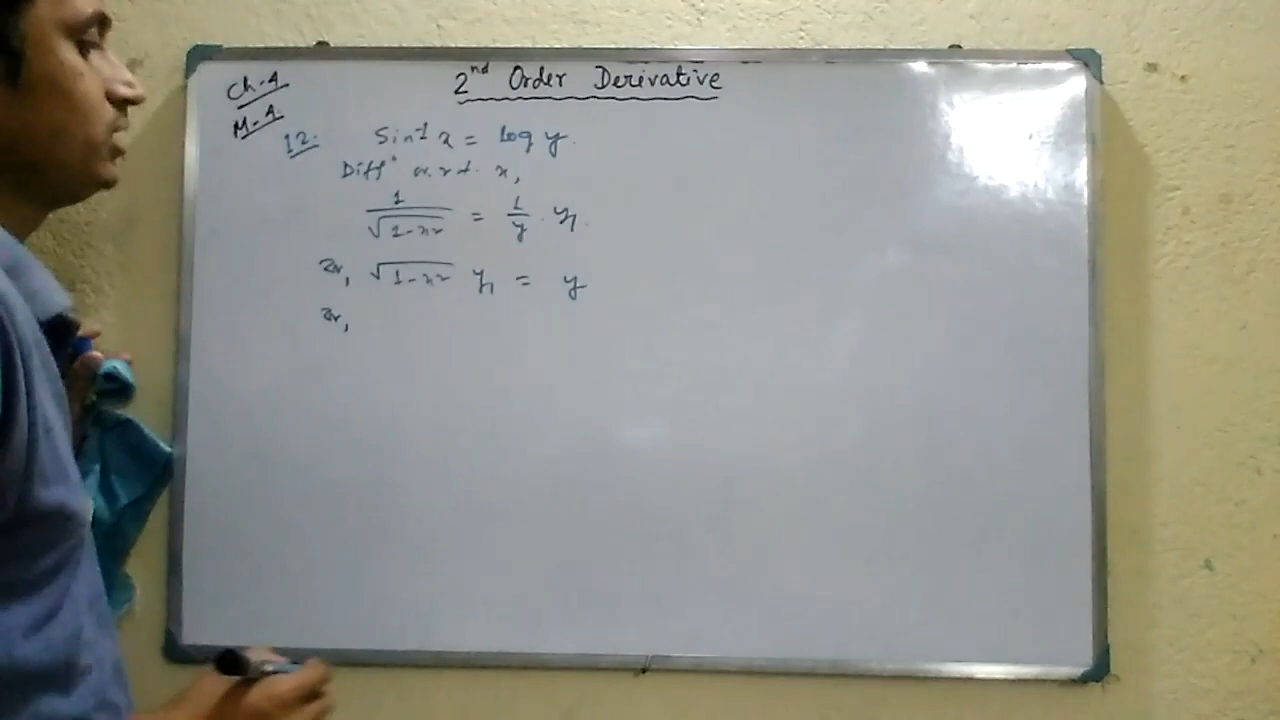 Ch-4
M-4
2nd Order Derivative
12. Sin⁻¹ x = log y.
Diffⁿ w.r.t. x,
1/√(1-x²) = 1/y . y₁.
or, √(1-x²) y₁ = y
or,